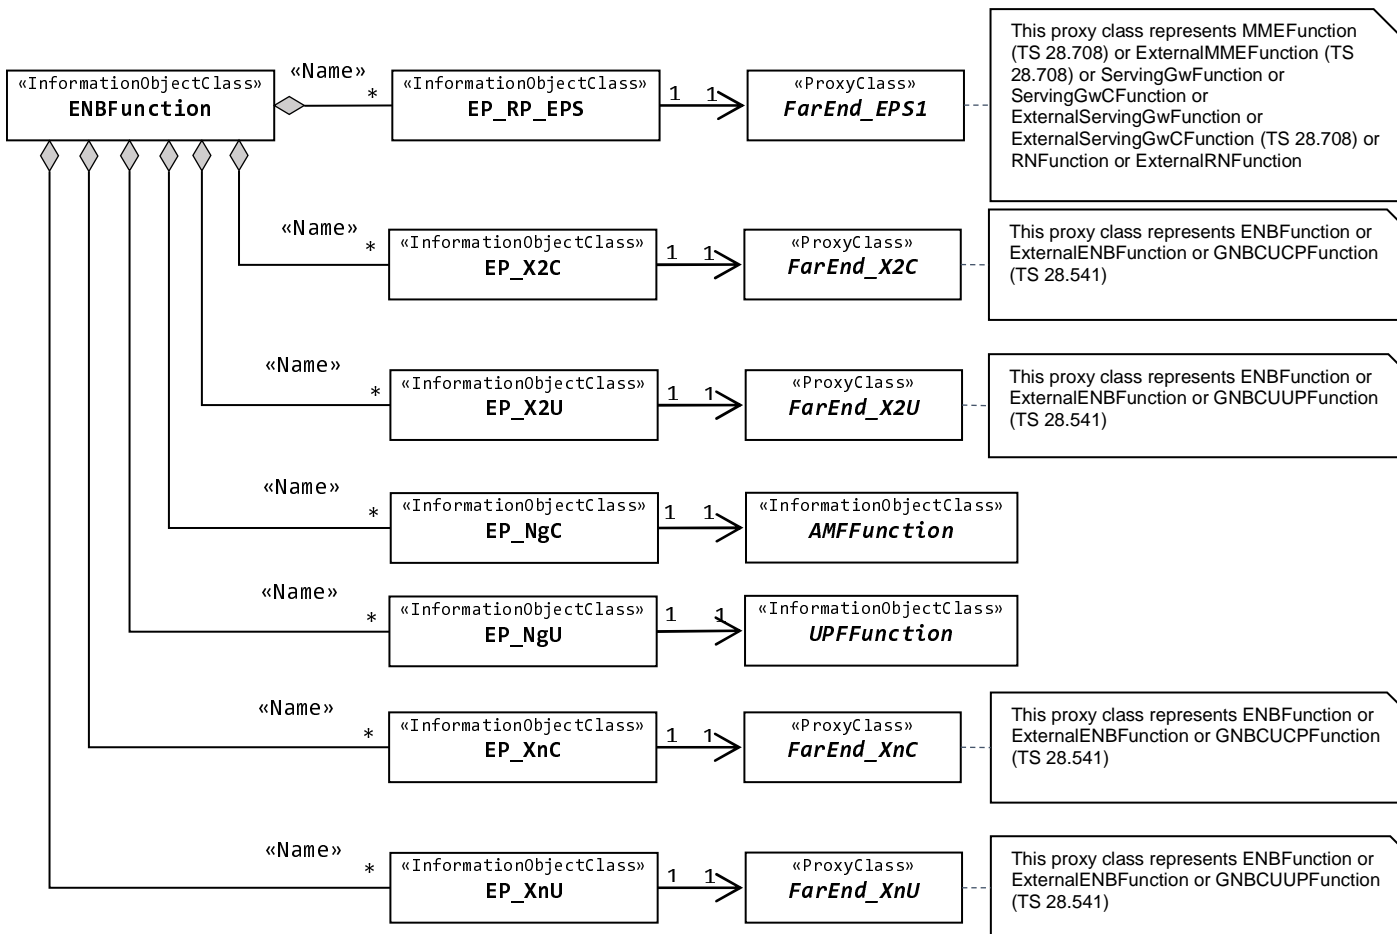 «InformationObjectClass»
ENBFunction
«Name»
*
«InformationObjectClass»
EP_RP_EPS
1 1
«ProxyClass»
FarEnd_EPS1
This proxy class represents MMEFunction
(TS 28.708) or ExternalMMEFunction (TS
28.708) or ServingGwFunction or
ServingGwCFunction or
ExternalServingGwFunction or
ExternalServingGwCFunction (TS 28.708) or
RNFunction or ExternalRNFunction
«Name»
*
«InformationObjectClass»
EP_X2C
1 1
«ProxyClass»
FarEnd_X2C
This proxy class represents ENBFunction or
ExternalENBFunction or GNBCUCPFunction
(TS 28.541)
«Name»
*
«InformationObjectClass»
EP_X2U
1 1
«ProxyClass»
FarEnd_X2U
This proxy class represents ENBFunction or
ExternalENBFunction or GNBCUUPFunction
(TS 28.541)
«Name»
*
«InformationObjectClass»
EP_NgC
1 1
«InformationObjectClass»
AMFFunction
«Name»
*
«InformationObjectClass»
EP_NgU
1 1
«InformationObjectClass»
UPFFunction
«Name»
*
«InformationObjectClass»
EP_XnC
1 1
«ProxyClass»
FarEnd_XnC
This proxy class represents ENBFunction or
ExternalENBFunction or GNBCUCPFunction
(TS 28.541)
«Name»
*
«InformationObjectClass»
EP_XnU
1 1
«ProxyClass»
FarEnd_XnU
This proxy class represents ENBFunction or
ExternalENBFunction or GNBCUUPFunction
(TS 28.541)